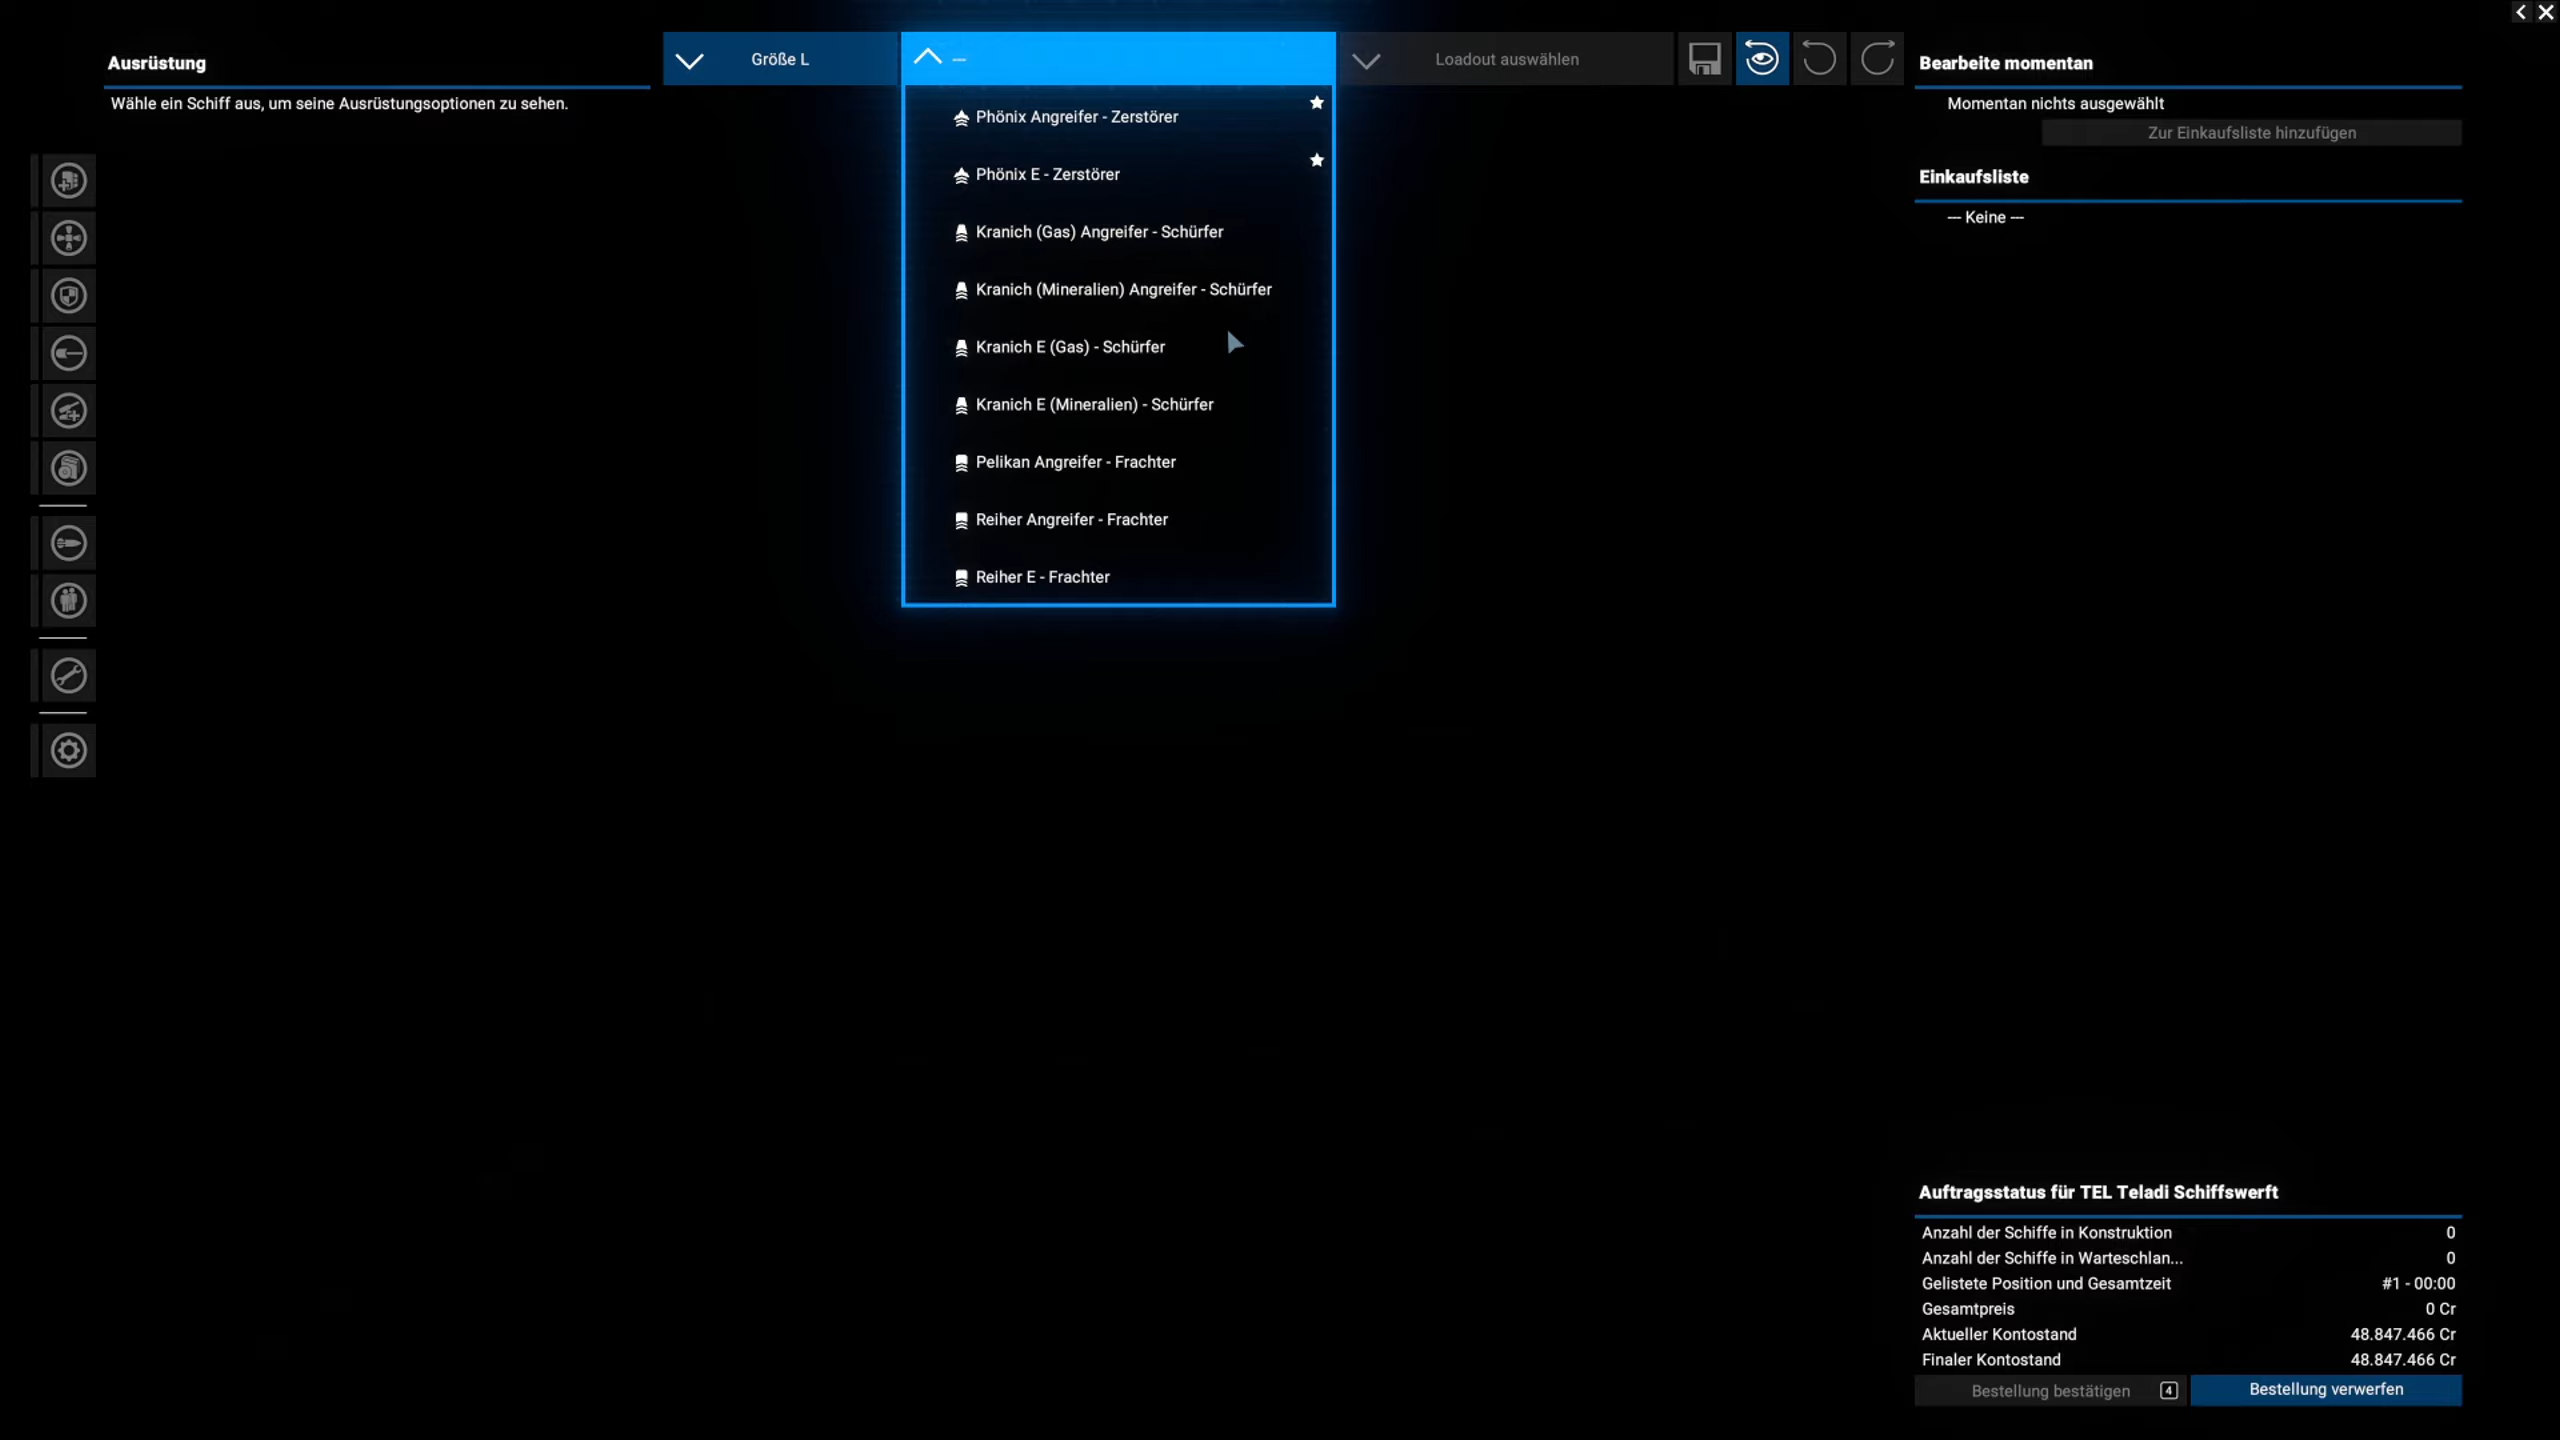 Ausrüstung
Wähle ein Schiff aus, um seine Ausrüstungsoptionen zu sehen.
Größe L
---
Loadout auswählen
Phönix Angreifer - Zerstörer
Phönix E - Zerstörer
Kranich (Gas) Angreifer - Schürfer
Kranich (Mineralien) Angreifer - Schürfer
Kranich E (Gas) - Schürfer
Kranich E (Mineralien) - Schürfer
Pelikan Angreifer - Frachter
Reiher Angreifer - Frachter
Reiher E - Frachter
Bearbeite momentan
Momentan nichts ausgewählt
Zur Einkaufsliste hinzufügen
Einkaufsliste
--- Keine ---
Auftragsstatus für TEL Teladi Schiffswerft
Anzahl der Schiffe in Konstruktion 0
Anzahl der Schiffe in Warteschlan... 0
Gelistete Position und Gesamtzeit #1 - 00:00
Gesamtpreis 0 Cr
Aktueller Kontostand 48.847.466 Cr
Finaler Kontostand 48.847.466 Cr
Bestellung bestätigen 4
Bestellung verwerfen